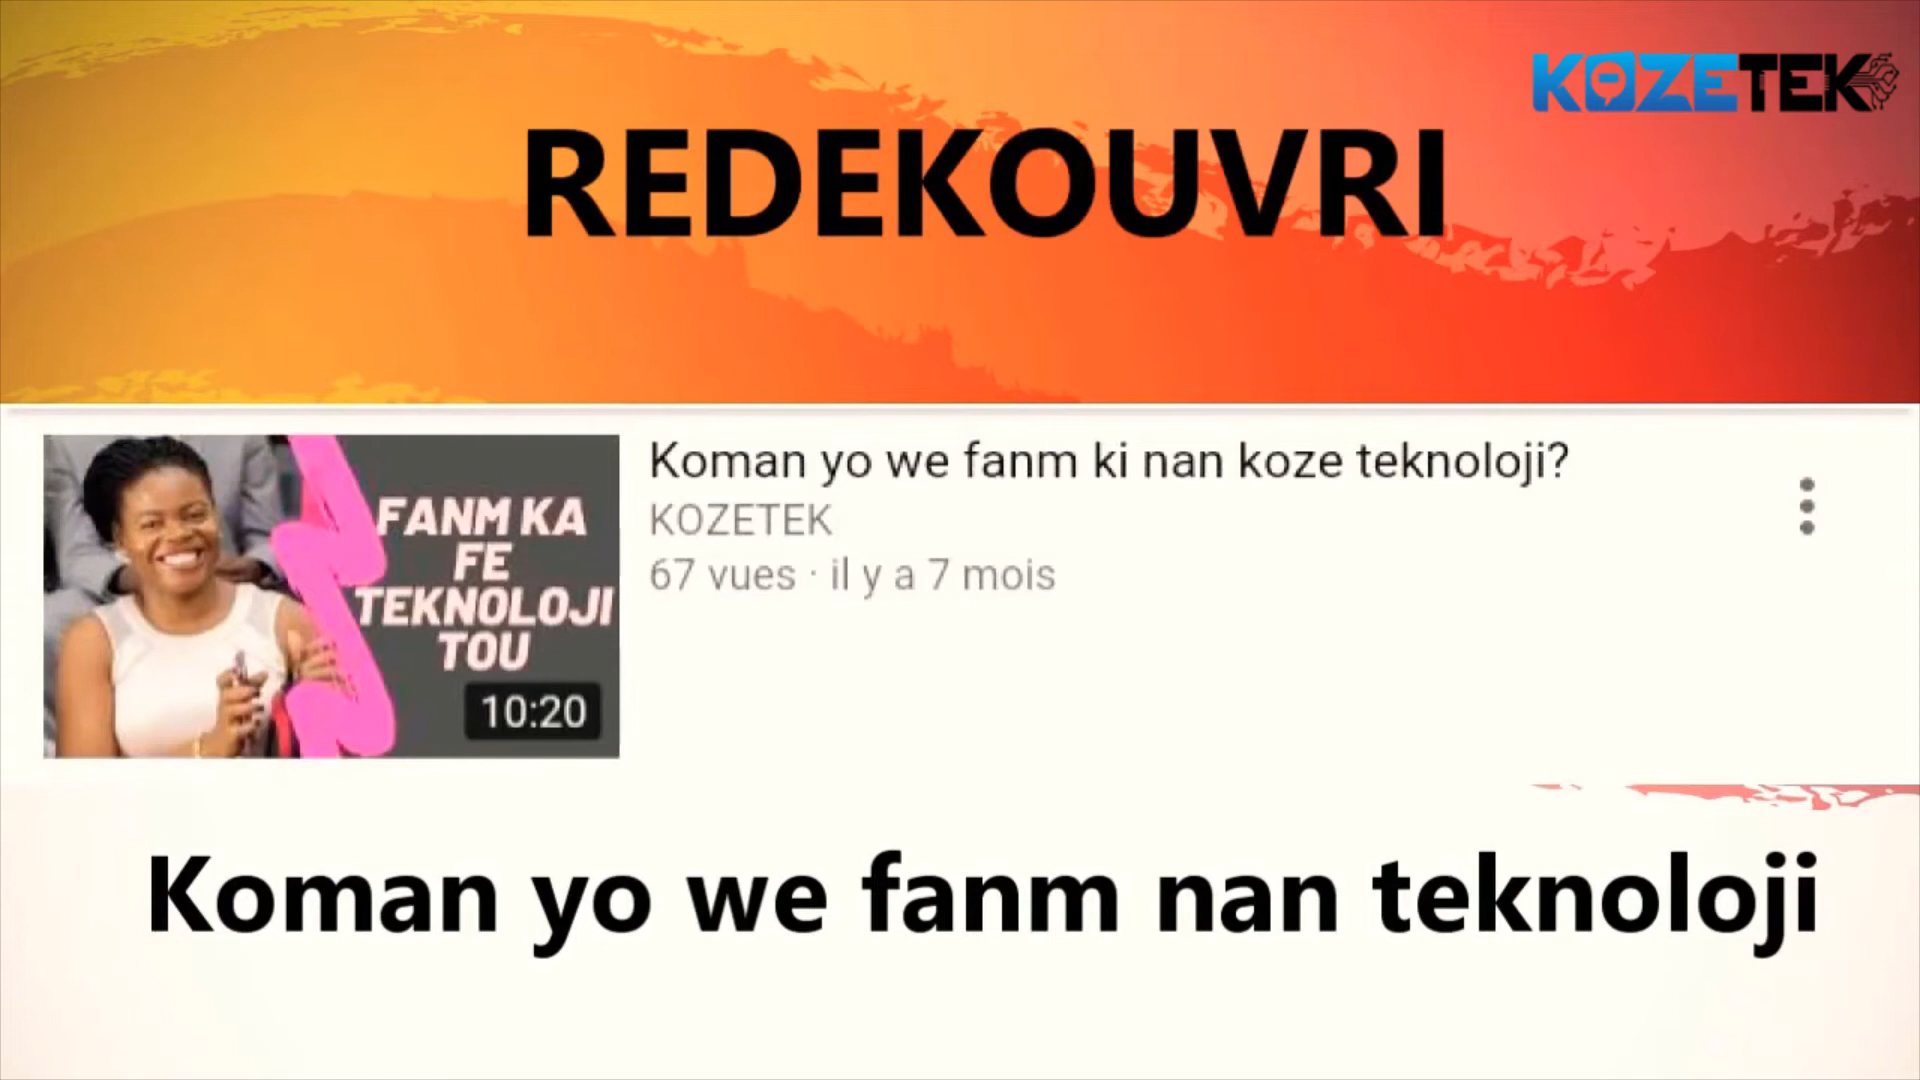 KOZETEK
REDEKOUVRI
FANM KA
FE
TEKNOLOJI
TOU
10:20
Koman yo we fanm ki nan koze teknoloji?
KOZETEK
67 vues · il y a 7 mois
Koman yo we fanm nan teknoloji